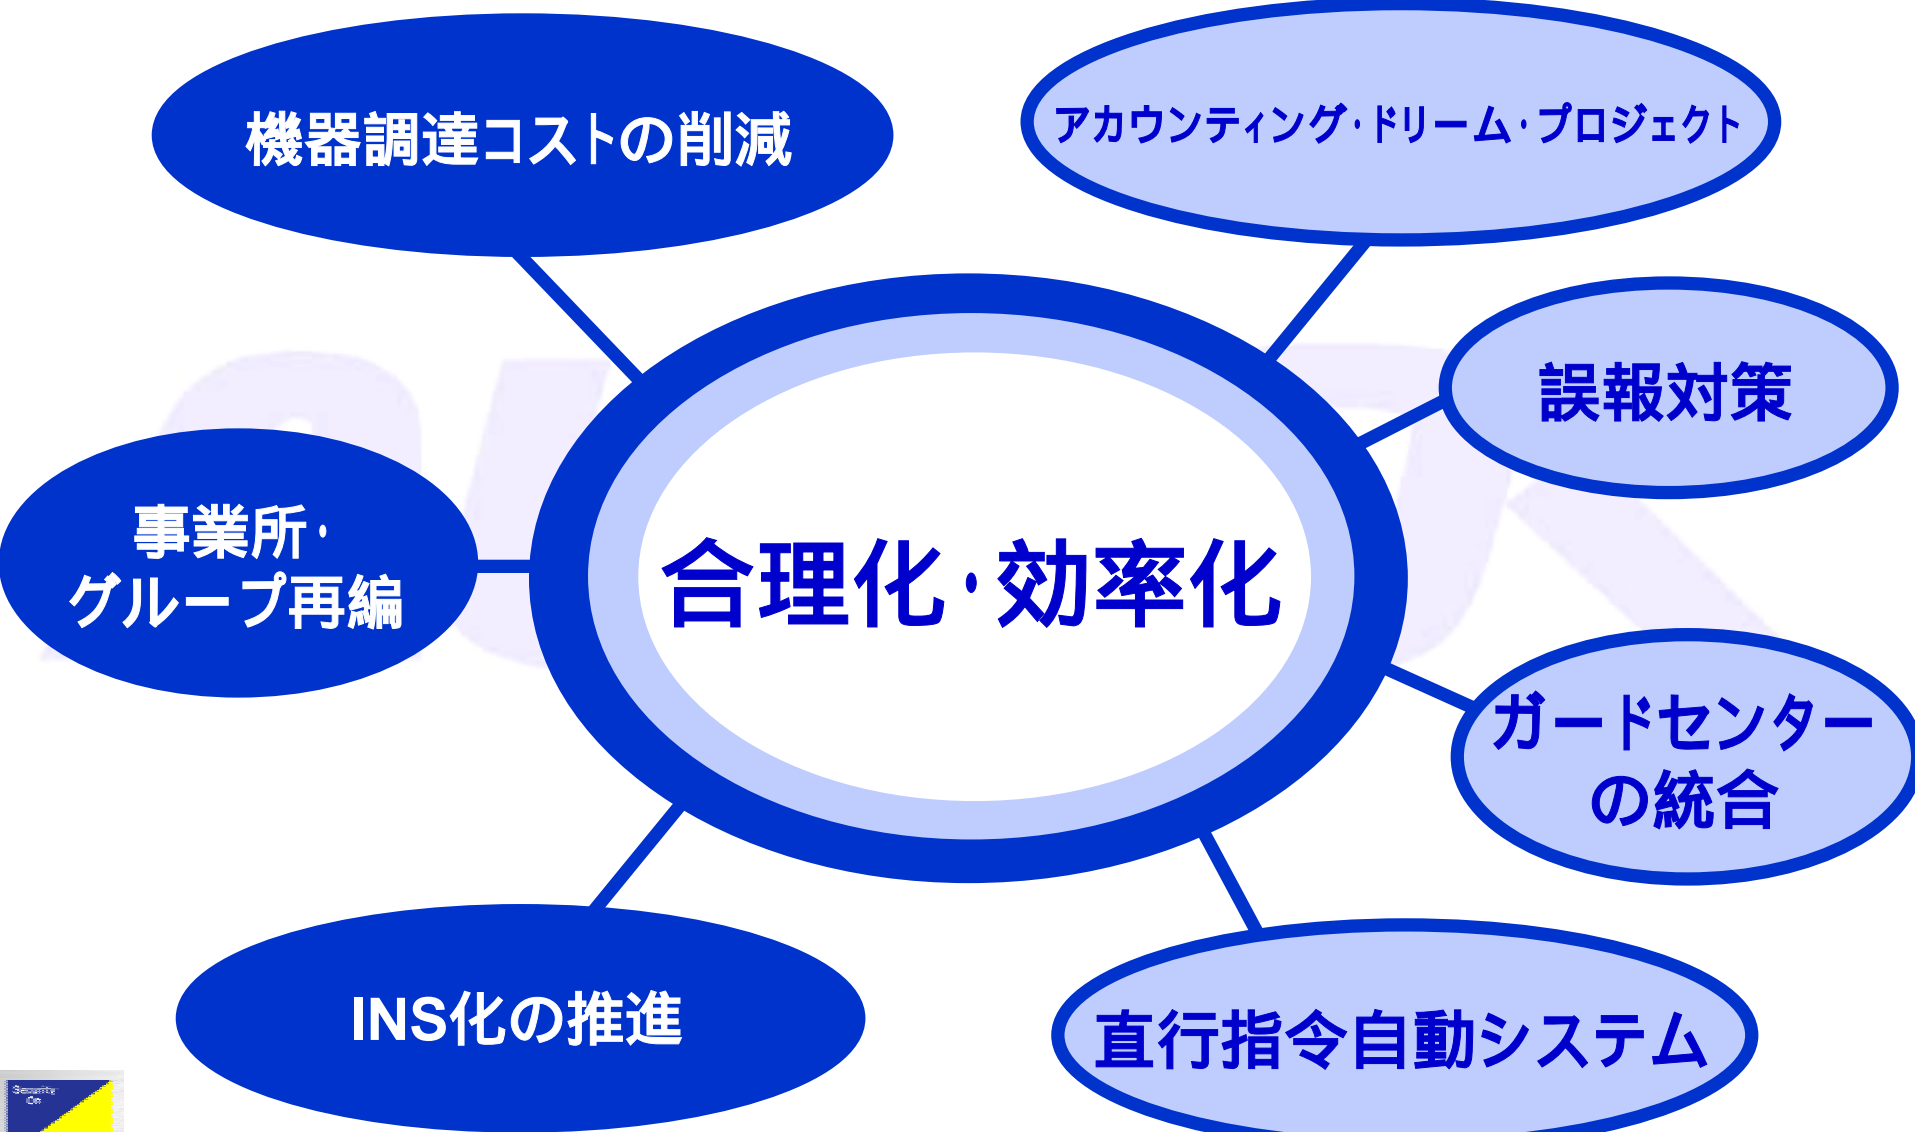 機器調達コストの削減
アカウンティング・ドリーム・プロジェクト
誤報対策
事業所・
グループ再編
合理化・効率化
ガードセンター
の統合
INS化の推進
直行指令自動システム
Security
On